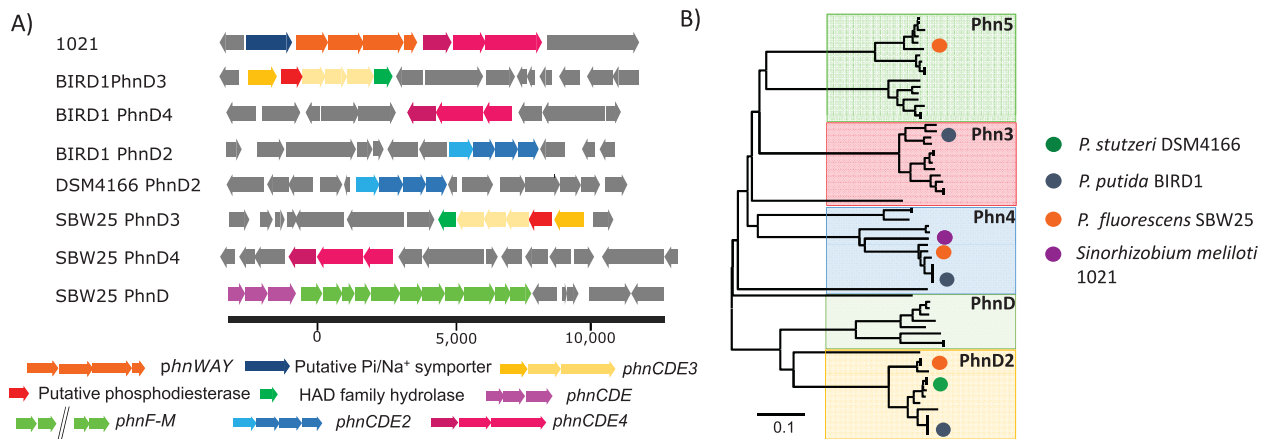 A)
1021
BIRD1PhnD3
BIRD1 PhnD4
BIRD1 PhnD2
DSM4166 PhnD2
SBW25 PhnD3
SBW25 PhnD4
SBW25 PhnD
0 5,000 10,000
phnWAY Putative Pi/Na⁺ symporter phnCDE3
Putative phosphodiesterase HAD family hydrolase phnCDE
phnF-M phnCDE2 phnCDE4
B)
Phn5
Phn3
Phn4
PhnD
PhnD2
0.1
P. stutzeri DSM4166
P. putida BIRD1
P. fluorescens SBW25
Sinorhizobium meliloti
1021